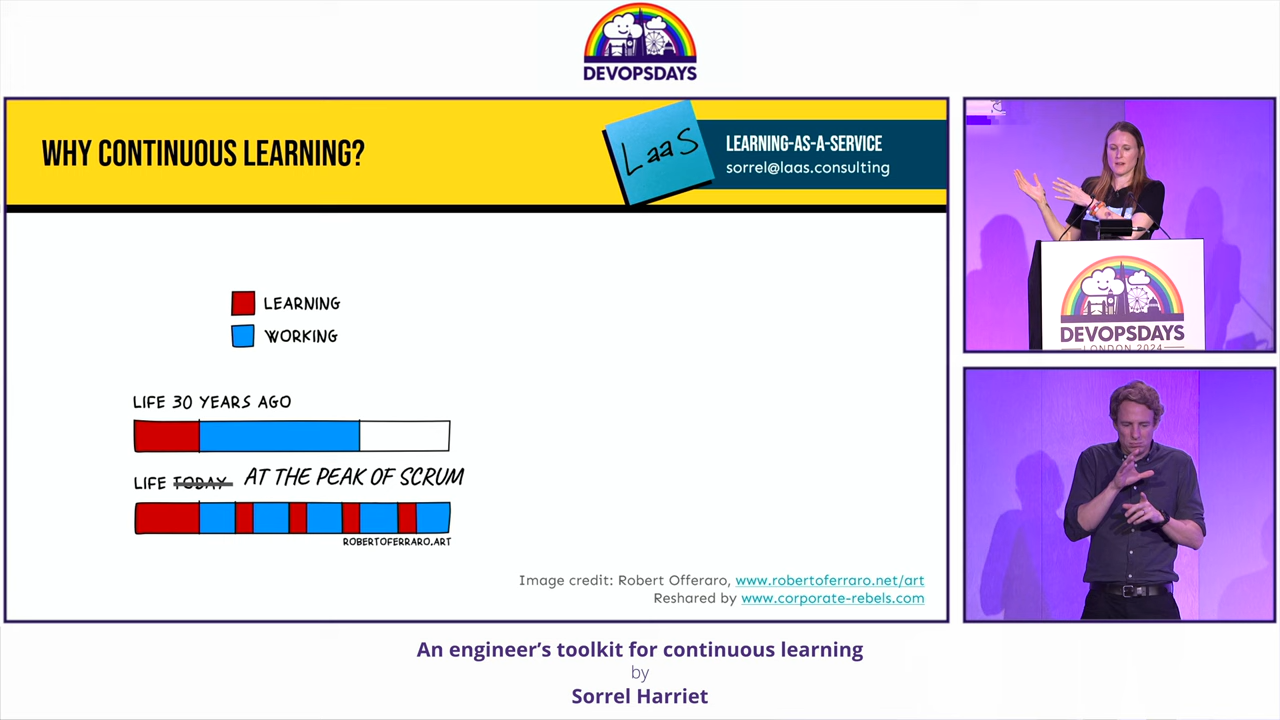 DEVOPSDAYS
WHY CONTINUOUS LEARNING?
LaaS
LEARNING-AS-A-SERVICE
sorrel@laas.consulting
LEARNING
WORKING
LIFE 30 YEARS AGO
LIFE TODAY AT THE PEAK OF SCRUM
ROBERTOFERRARO.ART
Image credit: Robert Offeraro, www.robertoferraro.net/art
Reshared by www.corporate-rebels.com
DEVOPSDAYS
LONDON 2024
An engineer's toolkit for continuous learning
by
Sorrel Harriet